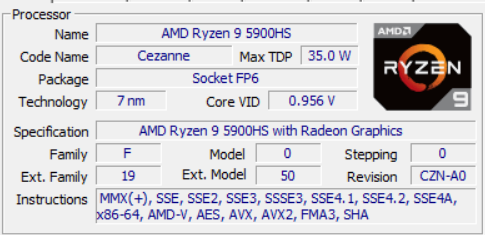 Processor
Name AMD Ryzen 9 5900HS
Code Name Cezanne Max TDP 35.0 W
Package Socket FP6
Technology 7 nm Core VID 0.956 V
AMD
RYZEN
9
Specification AMD Ryzen 9 5900HS with Radeon Graphics
Family F Model 0 Stepping 0
Ext. Family 19 Ext. Model 50 Revision CZN-A0
Instructions MMX(+), SSE, SSE2, SSE3, SSSE3, SSE4.1, SSE4.2, SSE4A,
x86-64, AMD-V, AES, AVX, AVX2, FMA3, SHA